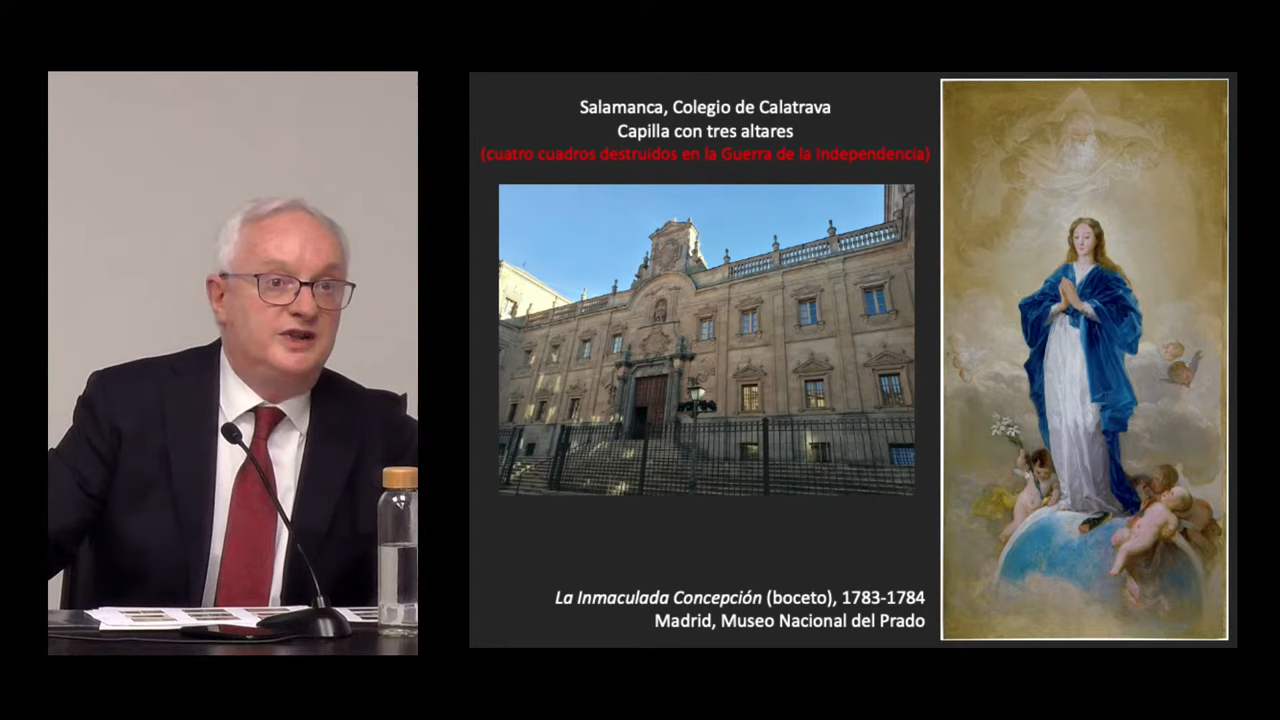 Salamanca, Colegio de Calatrava
Capilla con tres altares
(cuatro cuadros destruidos en la Guerra de la Independencia)
La Inmaculada Concepción (boceto), 1783-1784
Madrid, Museo Nacional del Prado